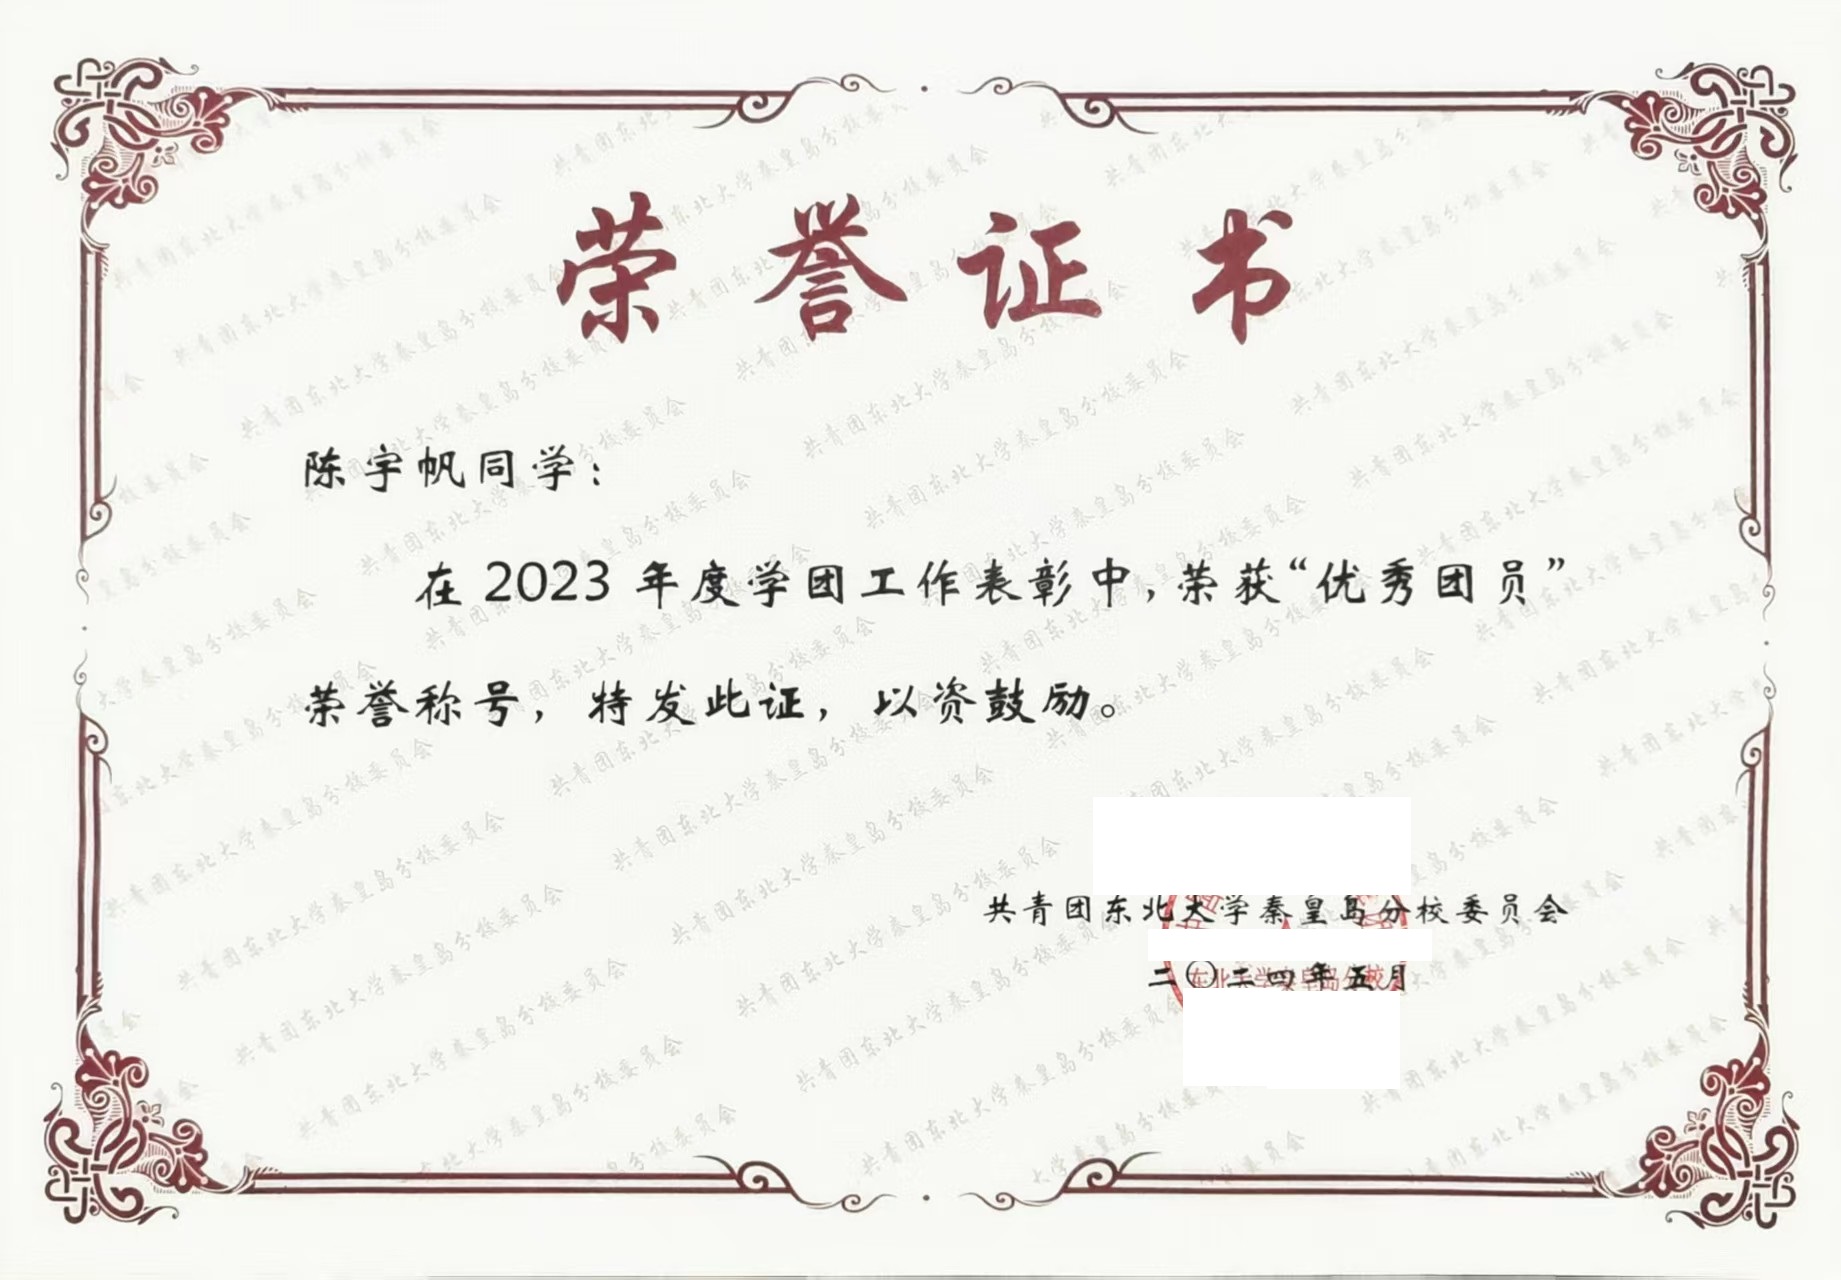 荣誉证书
陈宇帆同学：
在 2023 年度学团工作表彰中，荣获“优秀团员”
荣誉称号，特发此证，以资鼓励。
共青团东北大学秦皇岛分校委员会
二〇二四年五月